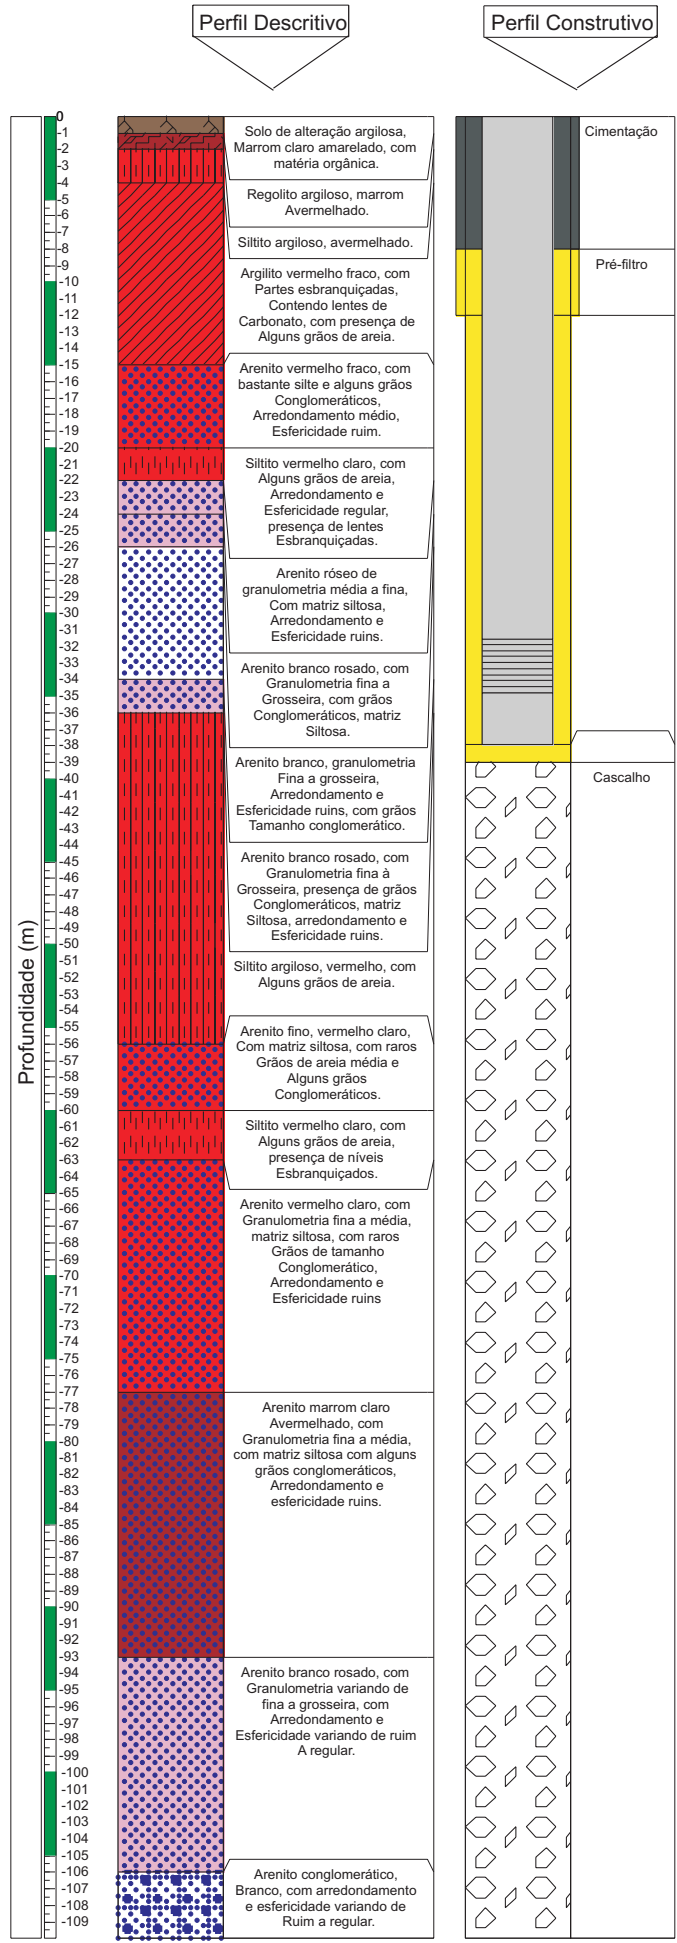 Perfil Descritivo
Perfil Construtivo
Profundidade (m)
0
-1
-2
-3
-4
-5
-6
-7
-8
-9
-10
-11
-12
-13
-14
-15
-16
-17
-18
-19
-20
-21
-22
-23
-24
-25
-26
-27
-28
-29
-30
-31
-32
-33
-34
-35
-36
-37
-38
-39
-40
-41
-42
-43
-44
-45
-46
-47
-48
-49
-50
-51
-52
-53
-54
-55
-56
-57
-58
-59
-60
-61
-62
-63
-64
-65
-66
-67
-68
-69
-70
-71
-72
-73
-74
-75
-76
-77
-78
-79
-80
-81
-82
-83
-84
-85
-86
-87
-88
-89
-90
-91
-92
-93
-94
-95
-96
-97
-98
-99
-100
-101
-102
-103
-104
-105
-106
-107
-108
-109
Solo de alteração argilosa,
Marrom claro amarelado, com
matéria orgânica.
Regolito argiloso, marrom
Avermelhado.
Siltito argiloso, avermelhado.
Argilito vermelho fraco, com
Partes esbranquiçadas,
Contendo lentes de
Carbonato, com presença de
Alguns grãos de areia.
Arenito vermelho fraco, com
bastante silte e alguns grãos
Conglomeráticos,
Arredondamento médio,
Esfericidade ruim.
Siltito vermelho claro, com
Alguns grãos de areia,
Arredondamento e
Esfericidade regular,
presença de lentes
Esbranquiçadas.
Arenito róseo de
granulometria média a fina,
Com matriz siltosa,
Arredondamento e
Esfericidade ruins.
Arenito branco rosado, com
Granulometria fina a
Grosseira, com grãos
Conglomeráticos, matriz
Siltosa.
Arenito branco, granulometria
Fina a grosseira,
Arredondamento e
Esfericidade ruins, com grãos
Tamanho conglomerático.
Arenito branco rosado, com
Granulometria fina à
Grosseira, presença de grãos
Conglomeráticos, matriz
Siltosa, arredondamento e
Esfericidade ruins.
Siltito argiloso, vermelho, com
Alguns grãos de areia.
Arenito fino, vermelho claro,
Com matriz siltosa, com raros
Grãos de areia média e
Alguns grãos
Conglomeráticos.
Siltito vermelho claro, com
Alguns grãos de areia,
presença de níveis
Esbranquiçados.
Arenito vermelho claro, com
Granulometria fina a média,
matriz siltosa, com raros
Grãos de tamanho
Conglomerático,
Arredondamento e
Esfericidade ruins
Arenito marrom claro
Avermelhado, com
Granulometria fina a média,
com matriz siltosa com alguns
grãos conglomeráticos,
Arredondamento e
esfericidade ruins.
Arenito branco rosado, com
Granulometria variando de
fina a grosseira, com
Arredondamento e
Esfericidade variando de ruim
A regular.
Arenito conglomerático,
Branco, com arredondamento
e esfericidade variando de
Ruim a regular.
Cimentação
Pré-filtro
Cascalho